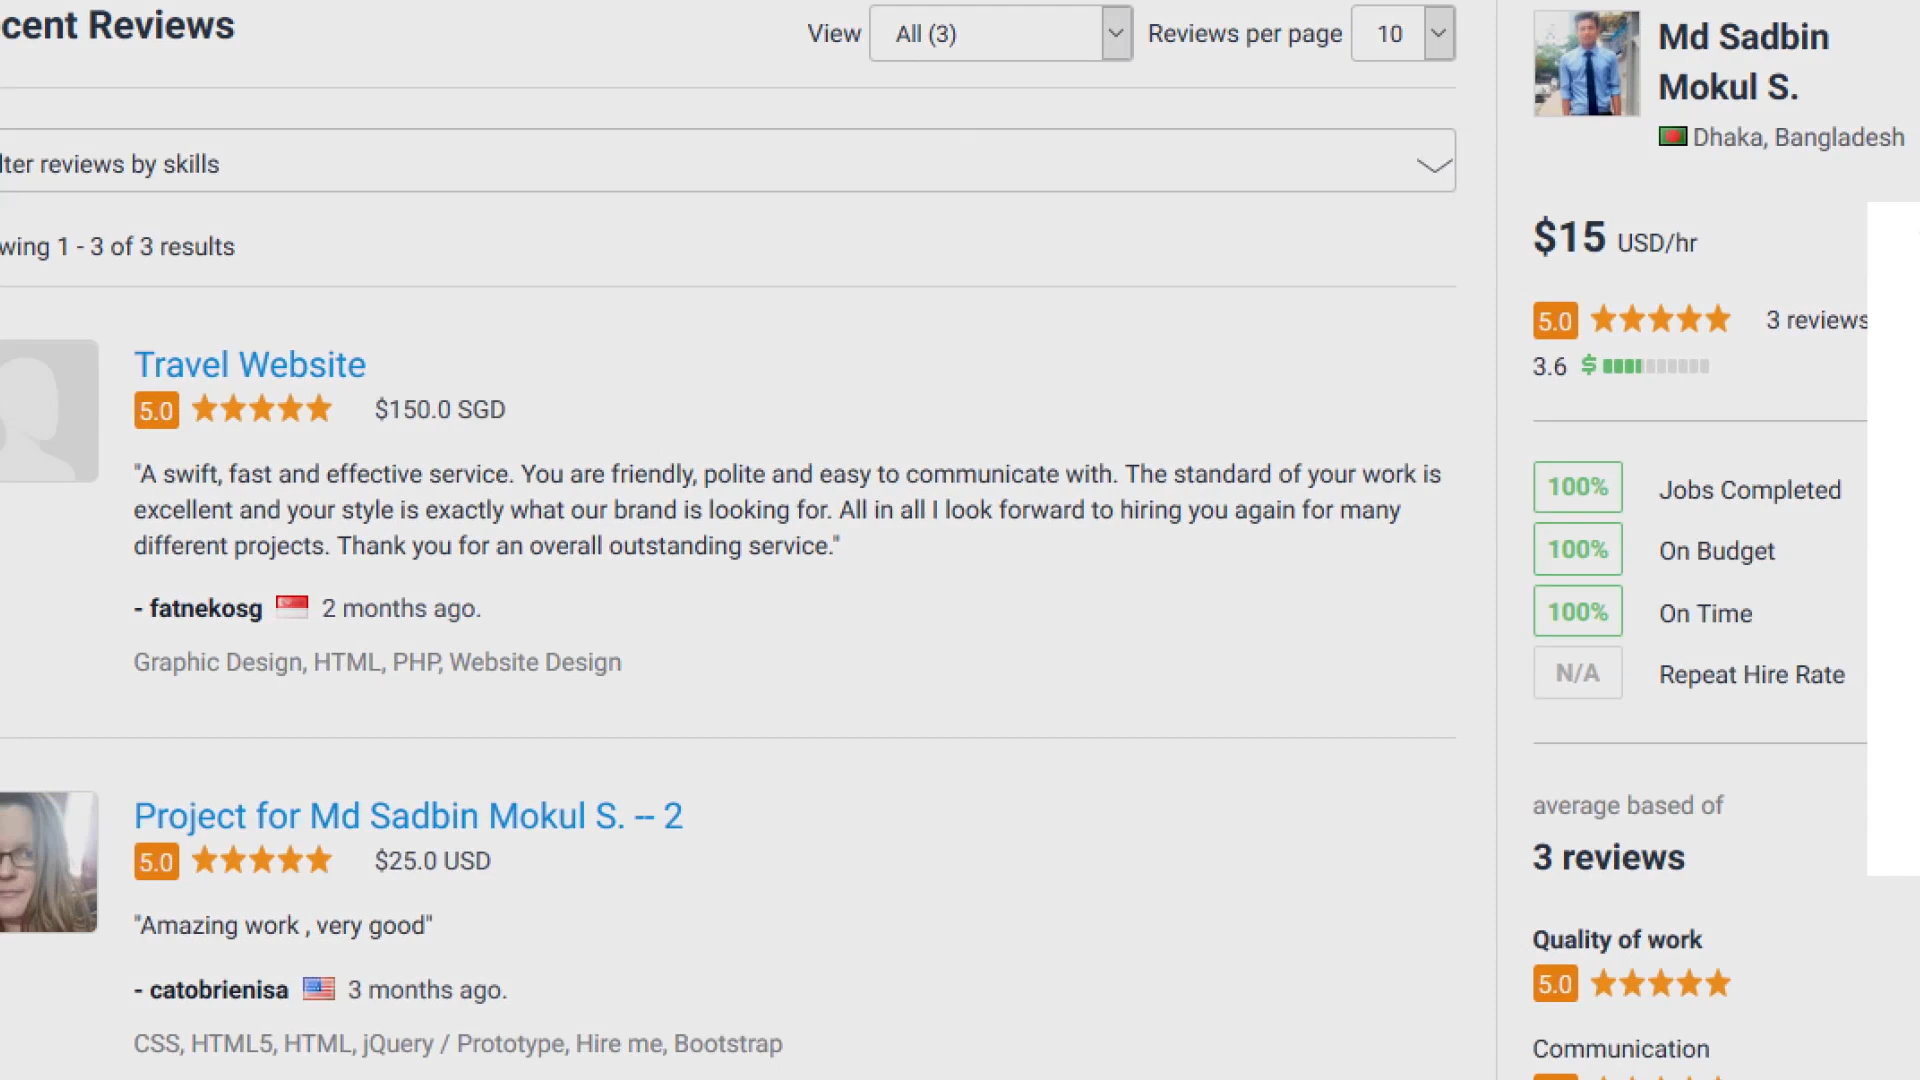 cent Reviews
View All (3) Reviews per page 10
lter reviews by skills
wing 1 - 3 of 3 results
Travel Website
5.0 $150.0 SGD
"A swift, fast and effective service. You are friendly, polite and easy to communicate with. The standard of your work is
excellent and your style is exactly what our brand is looking for. All in all I look forward to hiring you again for many
different projects. Thank you for an overall outstanding service."
- fatnekosg 2 months ago.
Graphic Design, HTML, PHP, Website Design
Project for Md Sadbin Mokul S. -- 2
5.0 $25.0 USD
"Amazing work , very good"
- catobrienisa 3 months ago.
CSS, HTML5, HTML, jQuery / Prototype, Hire me, Bootstrap
Md Sadbin
Mokul S.
Dhaka, Bangladesh
$15 USD/hr
5.0 3 reviews
3.6 $
100% Jobs Completed
100% On Budget
100% On Time
N/A Repeat Hire Rate
average based of
3 reviews
Quality of work
5.0
Communication